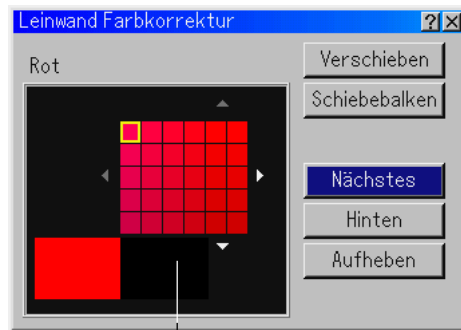 Leinwand Farbkorrektur
Rot
Verschieben
Schiebebalken
Nächstes
Hinten
Aufheben